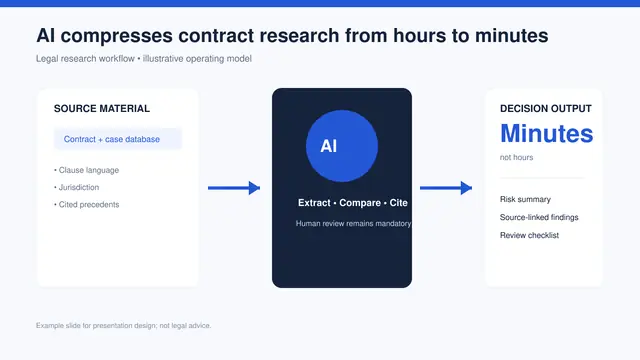 AI compresses contract research from hours to minutes
Legal research workflow • illustrative operating model
SOURCE MATERIAL
Contract + case database
• Clause language
• Jurisdiction
• Cited precedents
AI
Extract • Compare • Cite
Human review remains mandatory
DECISION OUTPUT
Minutes
not hours
Risk summary
Source-linked findings
Review checklist
Example slide for presentation design; not legal advice.